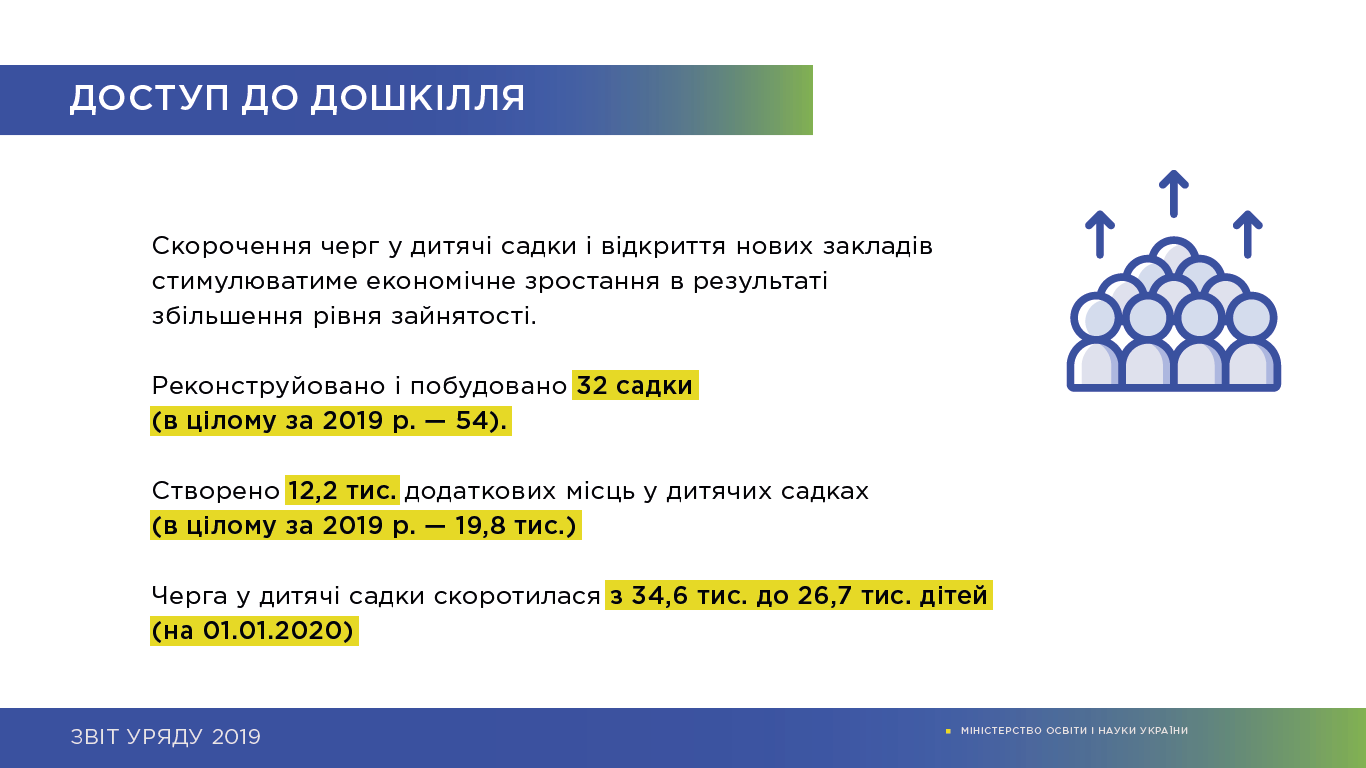 ДОСТУП ДО ДОШКІЛЛЯ
Скорочення черг у дитячі садки і відкриття нових закладів
стимулюватиме економічне зростання в результаті
збільшення рівня зайнятості.
Реконструйовано і побудовано 32 садки
(в цілому за 2019 р. — 54).
Створено 12,2 тис. додаткових місць у дитячих садках
(в цілому за 2019 р. — 19,8 тис.)
Черга у дитячі садки скоротилася з 34,6 тис. до 26,7 тис. дітей
(на 01.01.2020)
ЗВІТ УРЯДУ 2019
МІНІСТЕРСТВО ОСВІТИ І НАУКИ УКРАЇНИ